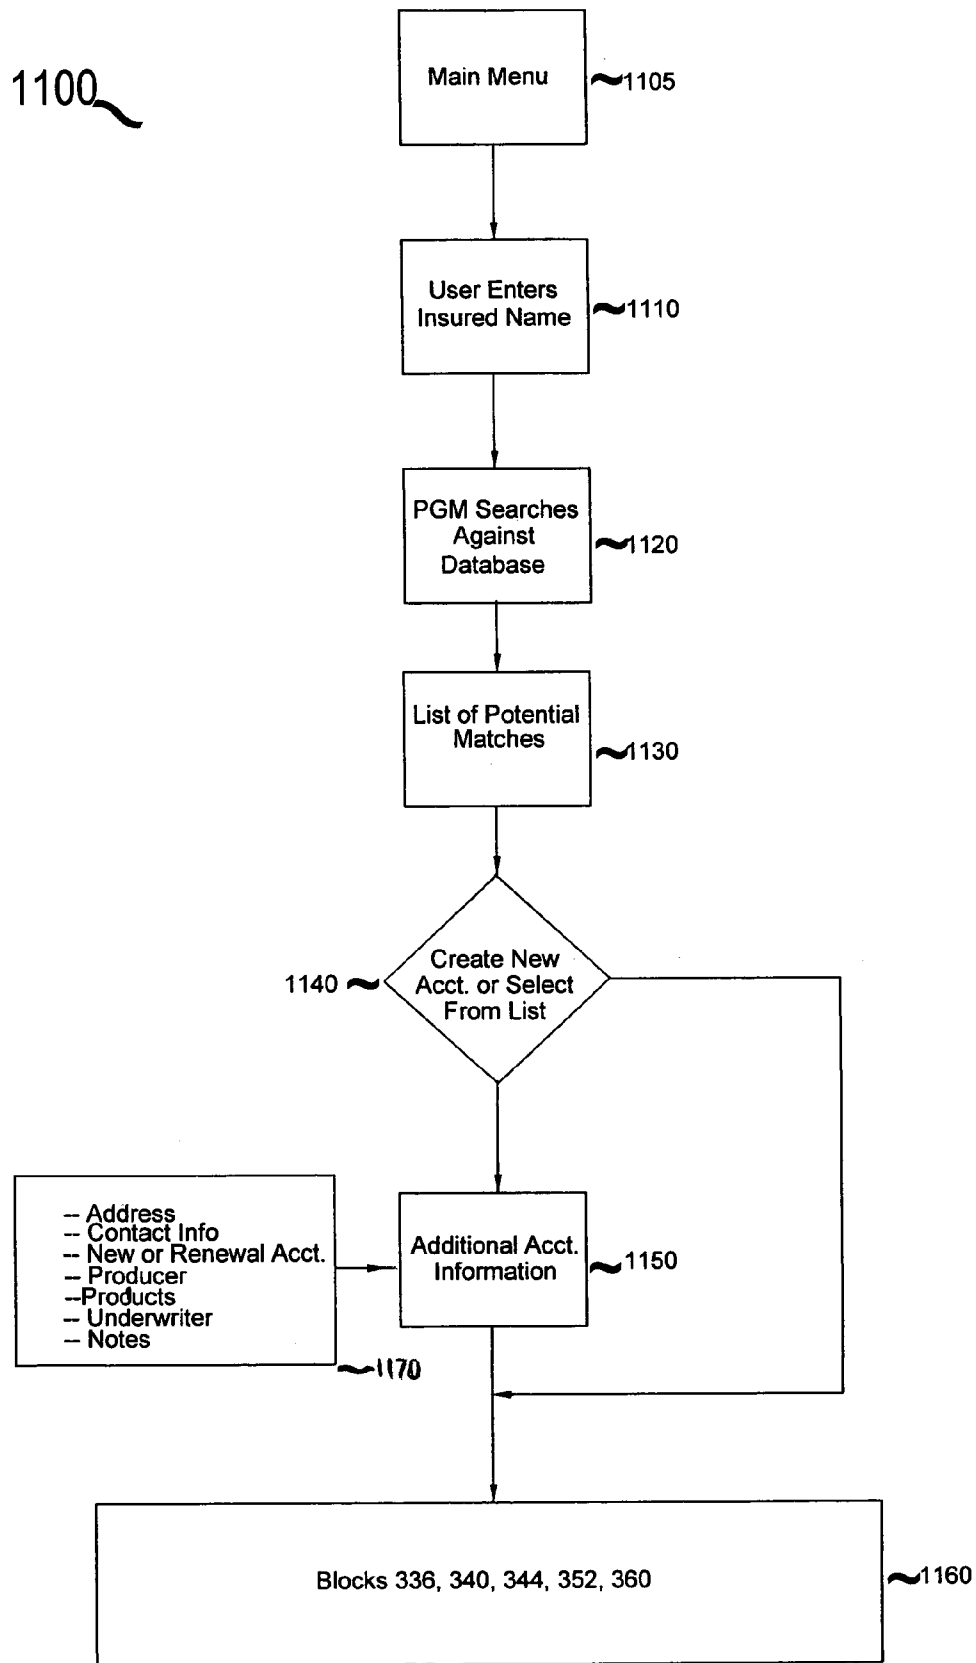 1100
Main Menu
1105
User Enters
Insured Name
1110
PGM Searches
Against
Database
1120
List of Potential
Matches
1130
Create New
Acct. or Select
From List
1140
-- Address
-- Contact Info
-- New or Renewal Acct.
-- Producer
--Products
-- Underwriter
-- Notes
1170
Additional Acct.
Information
1150
Blocks 336, 340, 344, 352, 360
1160